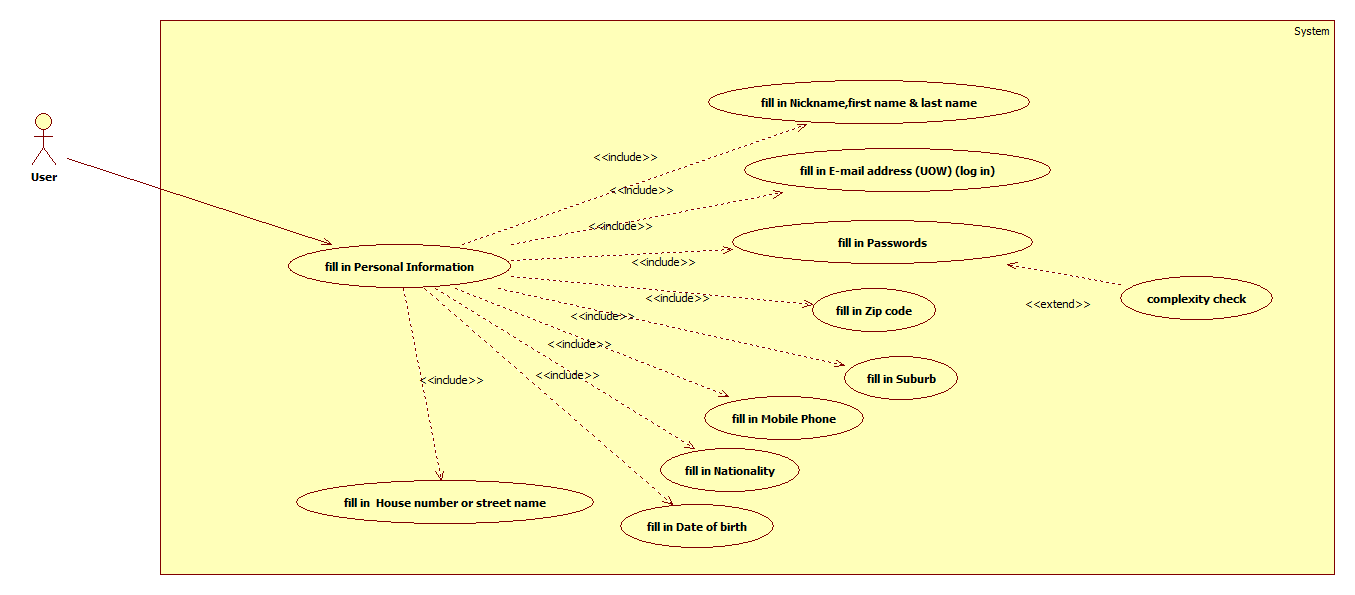 System
fill in Nickname,first name & last name
<<include>>
fill in E-mail address (UOW) (log in)
User
<<include>>
<<include>>
fill in Passwords
<<include>>
fill in Personal Information
<<include>>
complexity check
<<extend>>
fill in Zip code
<<include>>
<<include>>
<<include>>
<<include>>
fill in Suburb
fill in Mobile Phone
fill in Nationality
fill in  House number or street name
fill in Date of birth